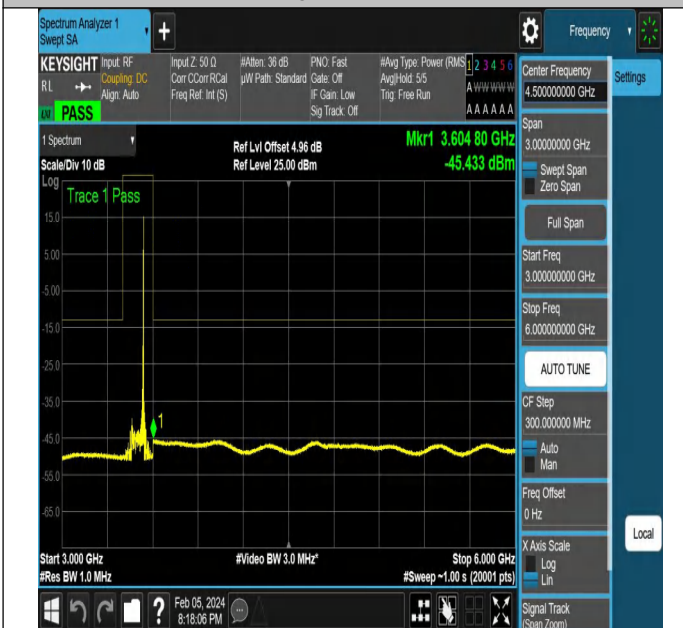 Spectrum Analyzer 1
Swept SA
Frequency
KEYSIGHT
RL
PASS
Input: RF
Coupling: DC
Align: Auto
Input Z: 50 Ω
Corr CCorr RCal
Freq Ref: Int (S)
#Atten: 36 dB
µW Path: Standard
PNO: Fast
Gate: Off
IF Gain: Low
Sig Track: Off
#Avg Type: Power (RMS
Avg|Hold: 5/5
Trig: Free Run
1 2 3 4 5 6
A W W W W W
A A A A A A
1 Spectrum
Scale/Div 10 dB
Ref Lvl Offset 4.96 dB
Ref Level 25.00 dBm
Mkr1 3.604 80 GHz
-45.433 dBm
Log
Trace 1 Pass
15.0
5.00
-5.00
-15.0
-25.0
-35.0
-45.0
-55.0
-65.0
1
Start 3.000 GHz
#Res BW 1.0 MHz
#Video BW 3.0 MHz*
Stop 6.000 GHz
#Sweep ~1.00 s (20001 pts)
Feb 05, 2024
8:18:06 PM
Center Frequency
4.500000000 GHz
Settings
Span
3.00000000 GHz
Swept Span
Zero Span
Full Span
Start Freq
3.000000000 GHz
Stop Freq
6.000000000 GHz
AUTO TUNE
CF Step
300.000000 MHz
Auto
Man
Freq Offset
0 Hz
Local
X Axis Scale
Log
Lin
Signal Track
(Span Zoom)